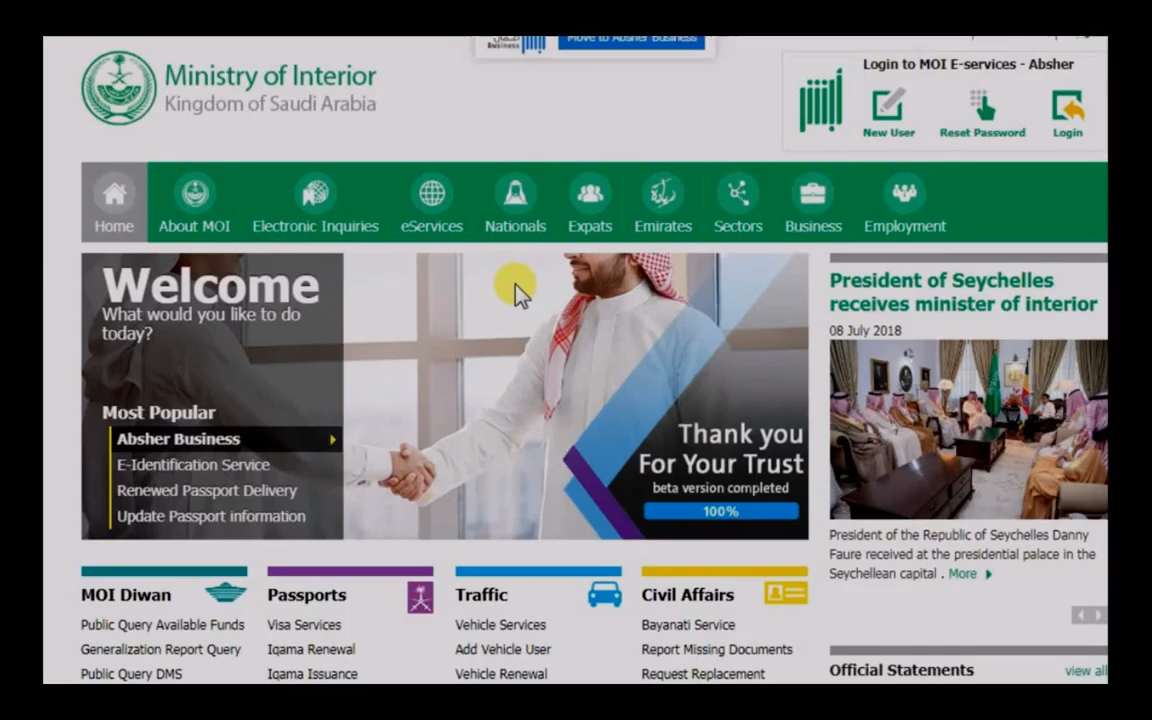 Business
Move to Absher Business
Ministry of Interior
Kingdom of Saudi Arabia
Login to MOI E-services - Absher
New User
Reset Password
Login
Home
About MOI
Electronic Inquiries
eServices
Nationals
Expats
Emirates
Sectors
Business
Employment
Welcome
What would you like to do
today?
Most Popular
Absher Business
E-Identification Service
Renewed Passport Delivery
Update Passport information
Thank you
For Your Trust
beta version completed
100%
President of Seychelles
receives minister of interior
08 July 2018
President of the Republic of Seychelles Danny
Faure received at the presidential palace in the
Seychellean capital . More
MOI Diwan
Public Query Available Funds
Generalization Report Query
Public Query DMS
Passports
Visa Services
Iqama Renewal
Iqama Issuance
Traffic
Vehicle Services
Add Vehicle User
Vehicle Renewal
Civil Affairs
Bayanati Service
Report Missing Documents
Request Replacement
Official Statements
view all